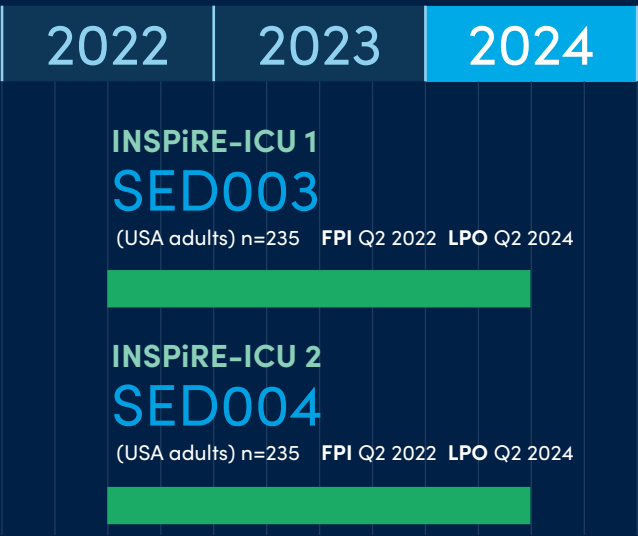 2022 2023 2024
INSPiRE-ICU 1
SED003
(USA adults) n=235 FPI Q2 2022 LPO Q2 2024
INSPiRE-ICU 2
SED004
(USA adults) n=235 FPI Q2 2022 LPO Q2 2024